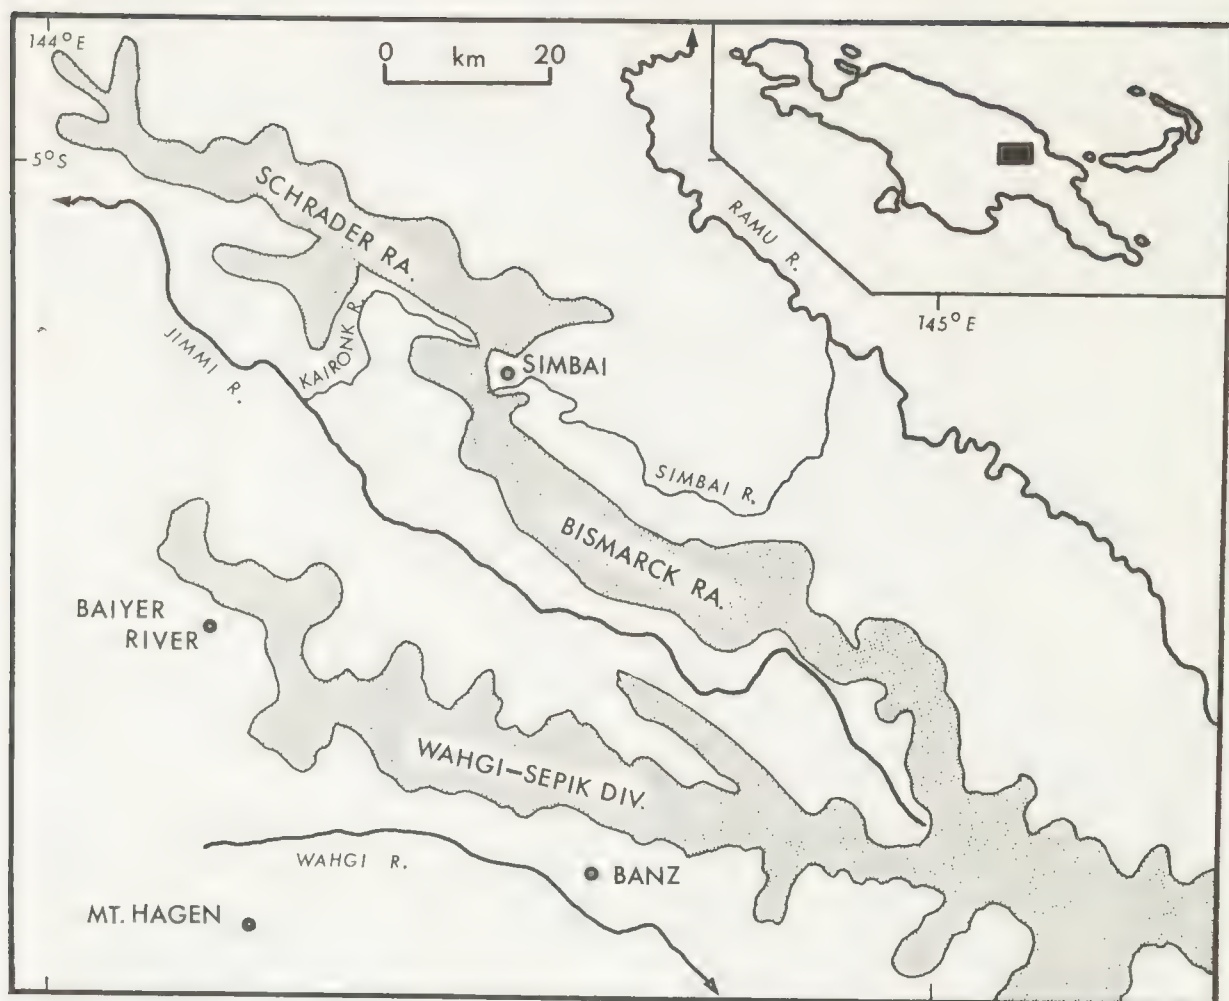 144°E
0 km 20
5°S
SCHRADER RA.
RAMU R.
145°E
JIMMI R.
KAIRONK R.
SIMBAI
SIMBAI R.
BISMARCK RA.
BAIYER
RIVER
WAHGI–SEPIK DIV.
WAHGI R.
BANZ
MT. HAGEN